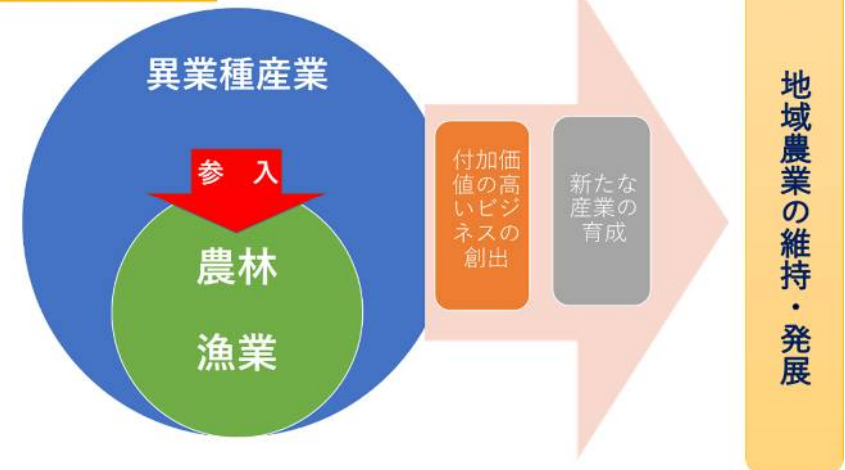 異業種産業
参　入
農林
漁業
付加価
値の高
いビジ
ネスの
創出
新たな
産業の
育成
地域農業の維持・発展